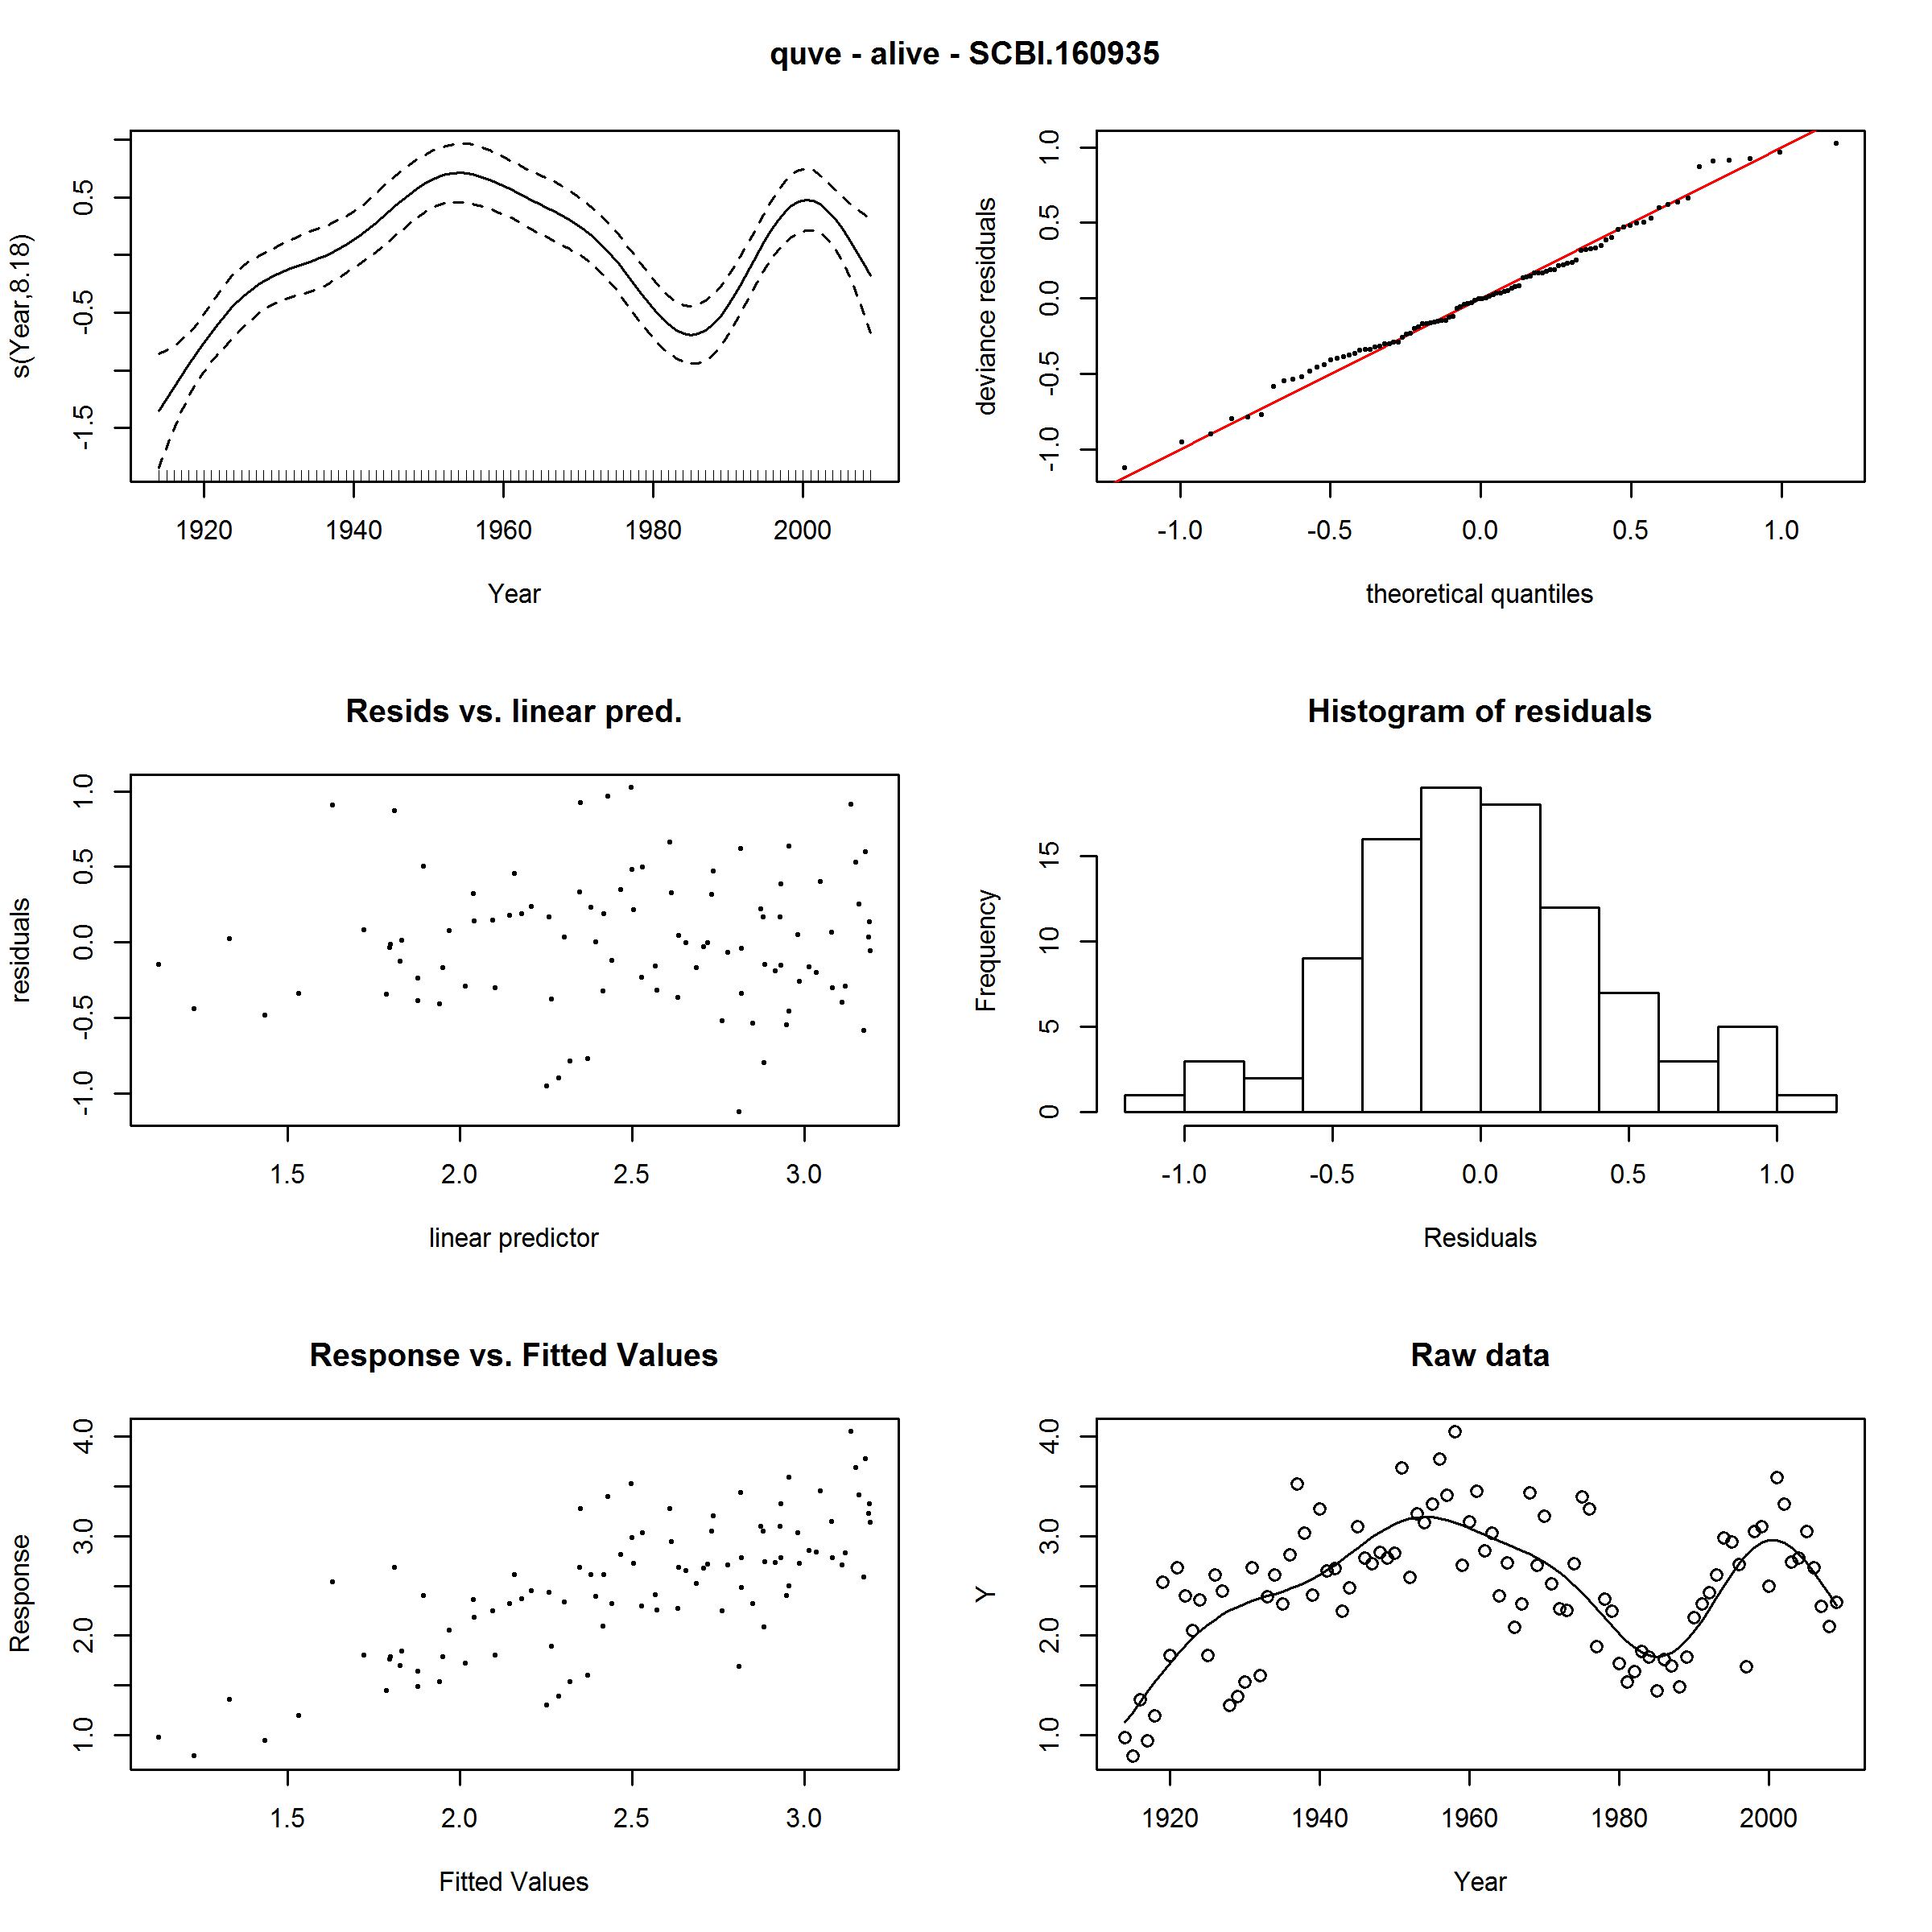 quve - alive - SCBI.160935
s(Year,8.18)
-1.5
-0.5
0.5
1920 1940 1960 1980 2000
Year
deviance residuals
-1.0
-0.5
0.0
0.5
1.0
-1.0 -0.5 0.0 0.5 1.0
theoretical quantiles
Resids vs. linear pred.
residuals
-1.0
-0.5
0.0
0.5
1.0
1.5 2.0 2.5 3.0
linear predictor
Histogram of residuals
Frequency
0
5
10
15
-1.0 -0.5 0.0 0.5 1.0
Residuals
Response vs. Fitted Values
Response
1.0
2.0
3.0
4.0
1.5 2.0 2.5 3.0
Fitted Values
Raw data
Y
1.0
2.0
3.0
4.0
1920 1940 1960 1980 2000
Year